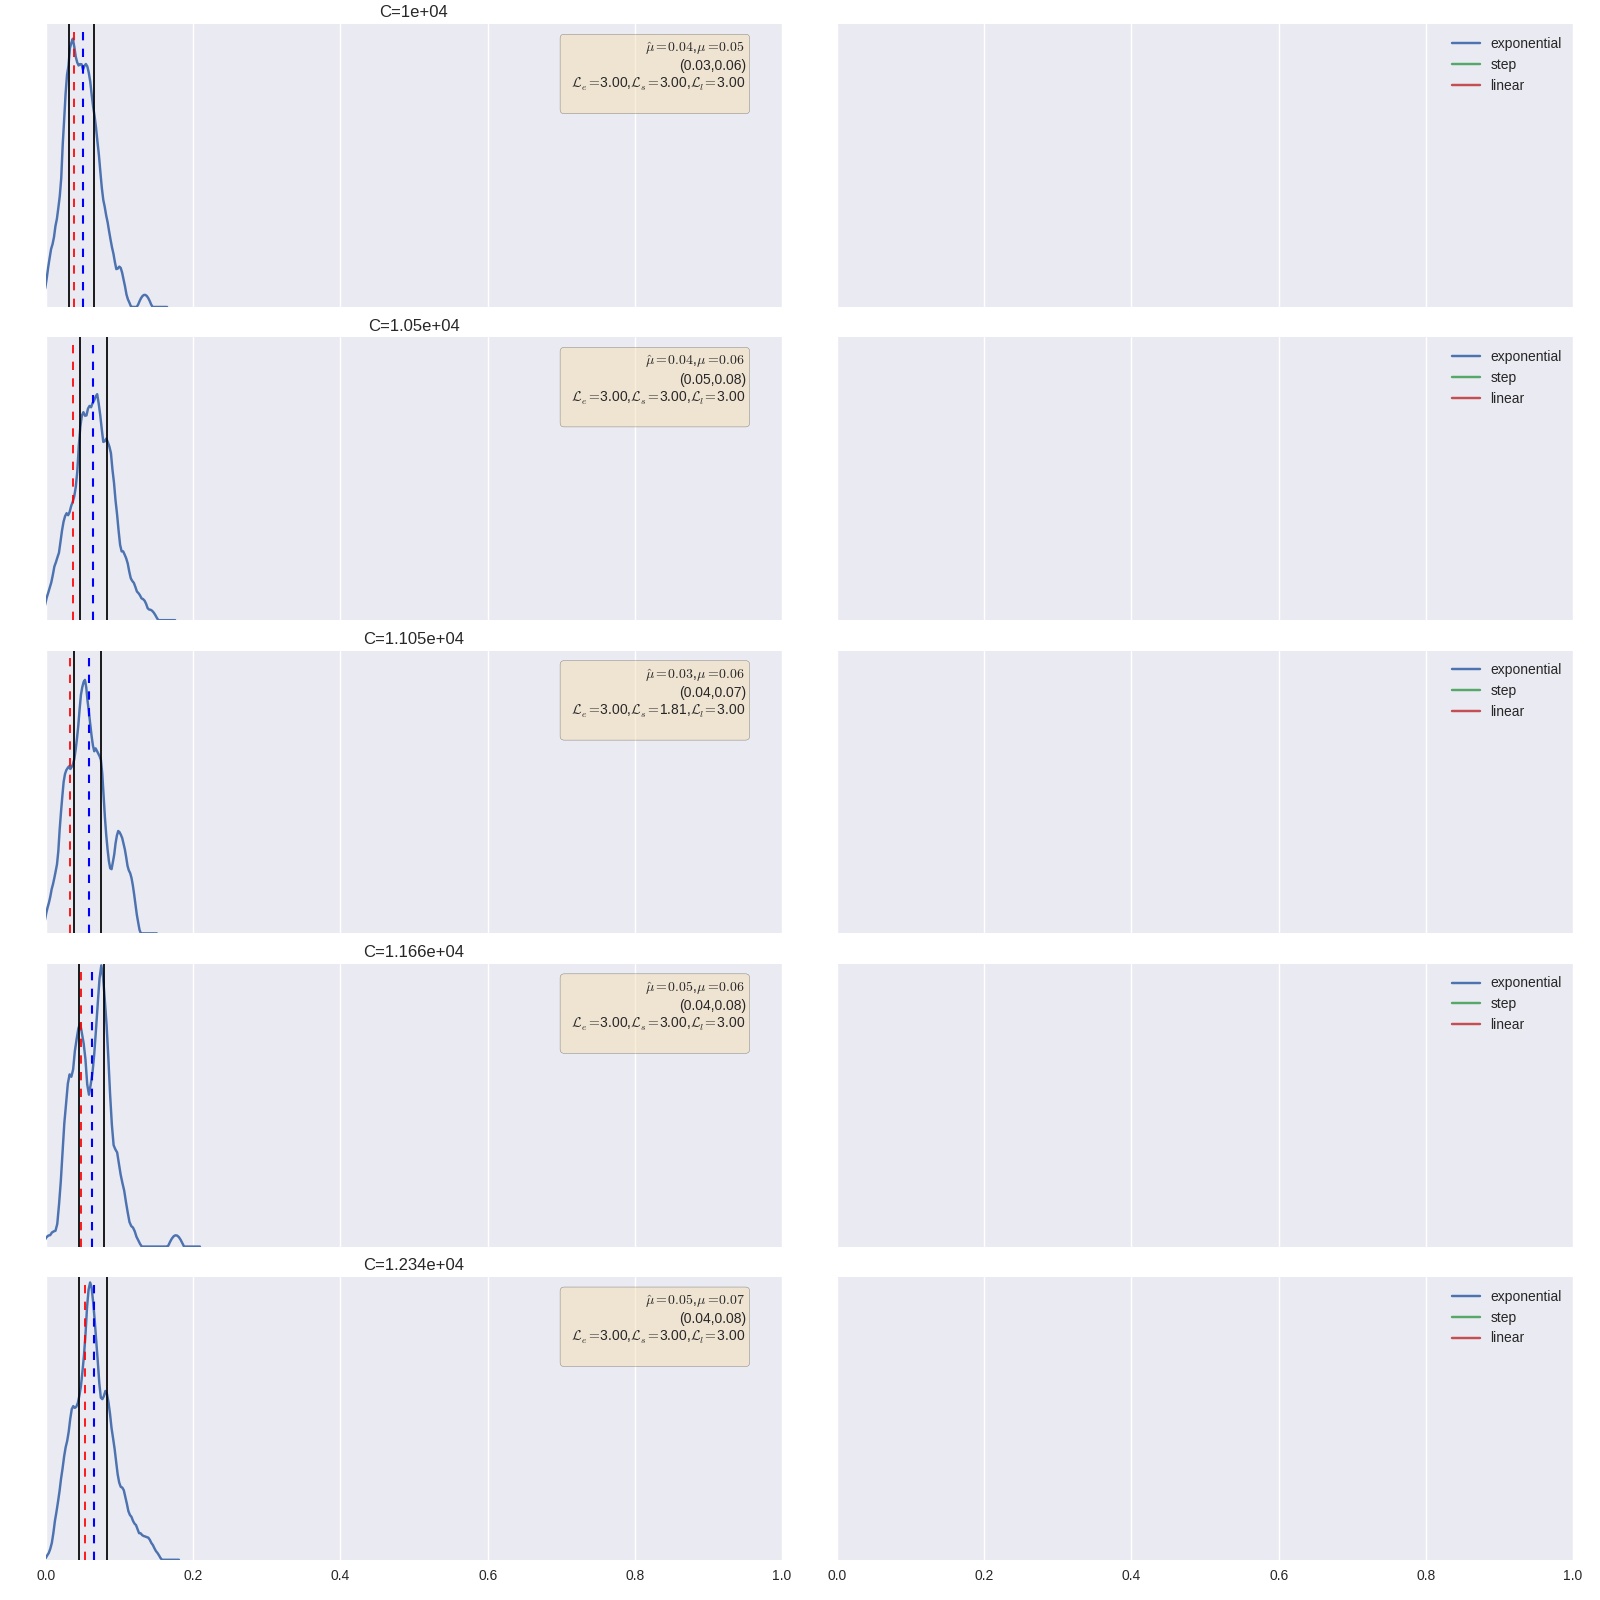 C=1e+04
μ̂=0.04,μ=0.05
(0.03,0.06)
ℒₑ=3.00,ℒₛ=3.00,ℒₗ=3.00
exponential
step
linear
C=1.05e+04
μ̂=0.04,μ=0.06
(0.05,0.08)
ℒₑ=3.00,ℒₛ=3.00,ℒₗ=3.00
exponential
step
linear
C=1.105e+04
μ̂=0.03,μ=0.06
(0.04,0.07)
ℒₑ=3.00,ℒₛ=1.81,ℒₗ=3.00
exponential
step
linear
C=1.166e+04
μ̂=0.05,μ=0.06
(0.04,0.08)
ℒₑ=3.00,ℒₛ=3.00,ℒₗ=3.00
exponential
step
linear
C=1.234e+04
μ̂=0.05,μ=0.07
(0.04,0.08)
ℒₑ=3.00,ℒₛ=3.00,ℒₗ=3.00
exponential
step
linear
0.0 0.2 0.4 0.6 0.8 1.0
0.0 0.2 0.4 0.6 0.8 1.0